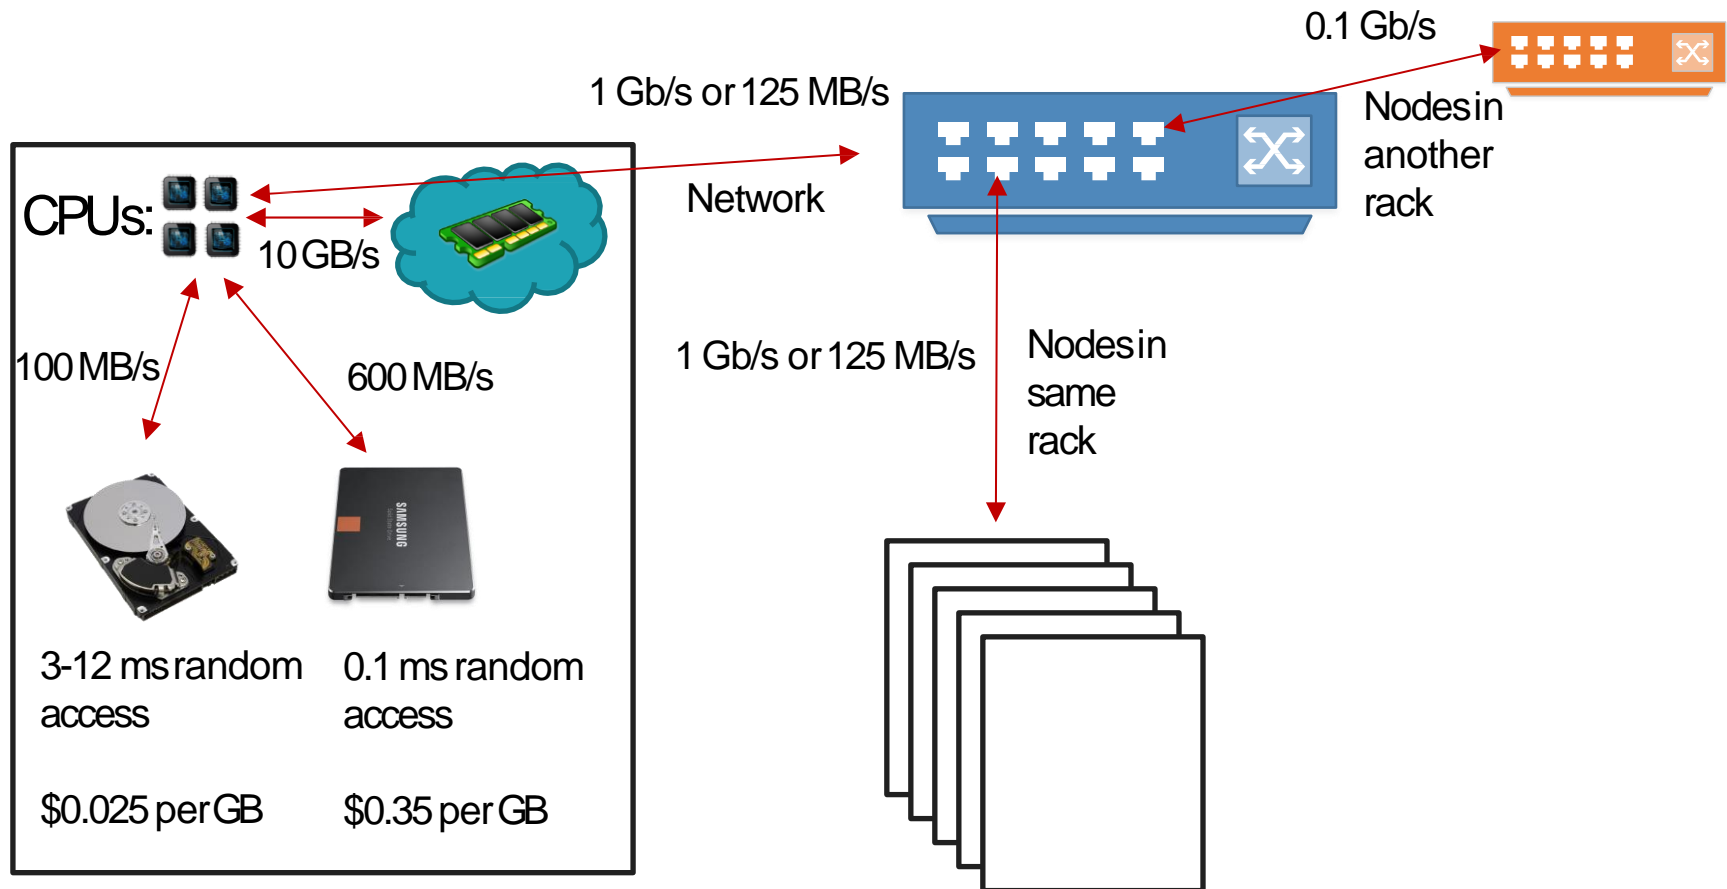 0.1 Gb/s
1 Gb/s or 125 MB/s
Nodes in
another
rack
Network
CPUs:
10 GB/s
100 MB/s
600 MB/s
1 Gb/s or 125 MB/s
Nodes in
same
rack
SAMSUNG
3-12 ms random
access
0.1 ms random
access
$0.025 per GB
$0.35 per GB